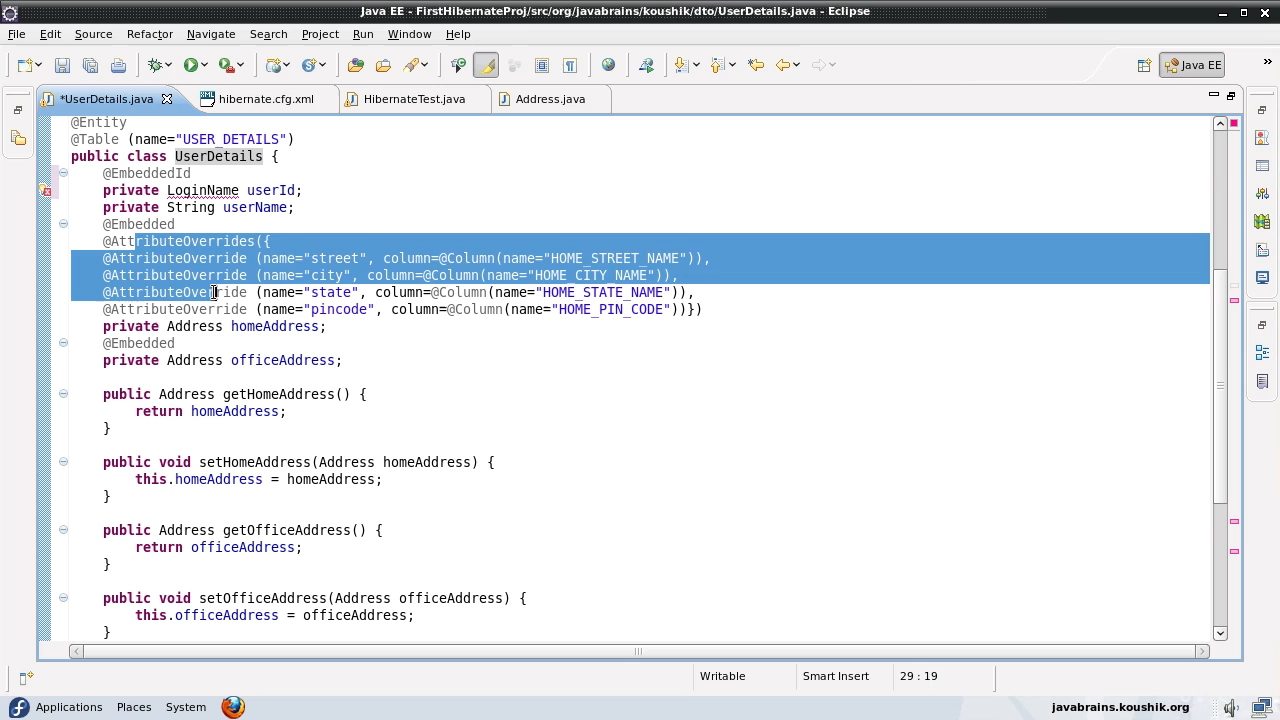 Java EE - FirstHibernateProj/src/org/javabrains/koushik/dto/UserDetails.java - Eclipse
File Edit Source Refactor Navigate Search Project Run Window Help
Java EE »
*UserDetails.java hibernate.cfg.xml HibernateTest.java Address.java
@Entity
@Table (name="USER_DETAILS")
public class UserDetails {
@EmbeddedId
private LoginName userId;
private String userName;
@Embedded
@AttributeOverrides({
@AttributeOverride (name="street", column=@Column(name="HOME_STREET_NAME")),
@AttributeOverride (name="city", column=@Column(name="HOME_CITY_NAME")),
@AttributeOverride (name="state", column=@Column(name="HOME_STATE_NAME")),
@AttributeOverride (name="pincode", column=@Column(name="HOME_PIN_CODE"))})
private Address homeAddress;
@Embedded
private Address officeAddress;
public Address getHomeAddress() {
return homeAddress;
}
public void setHomeAddress(Address homeAddress) {
this.homeAddress = homeAddress;
}
public Address getOfficeAddress() {
return officeAddress;
}
public void setOfficeAddress(Address officeAddress) {
this.officeAddress = officeAddress;
}
Writable Smart Insert 29 : 19
Applications Places System javabrains.koushik.org